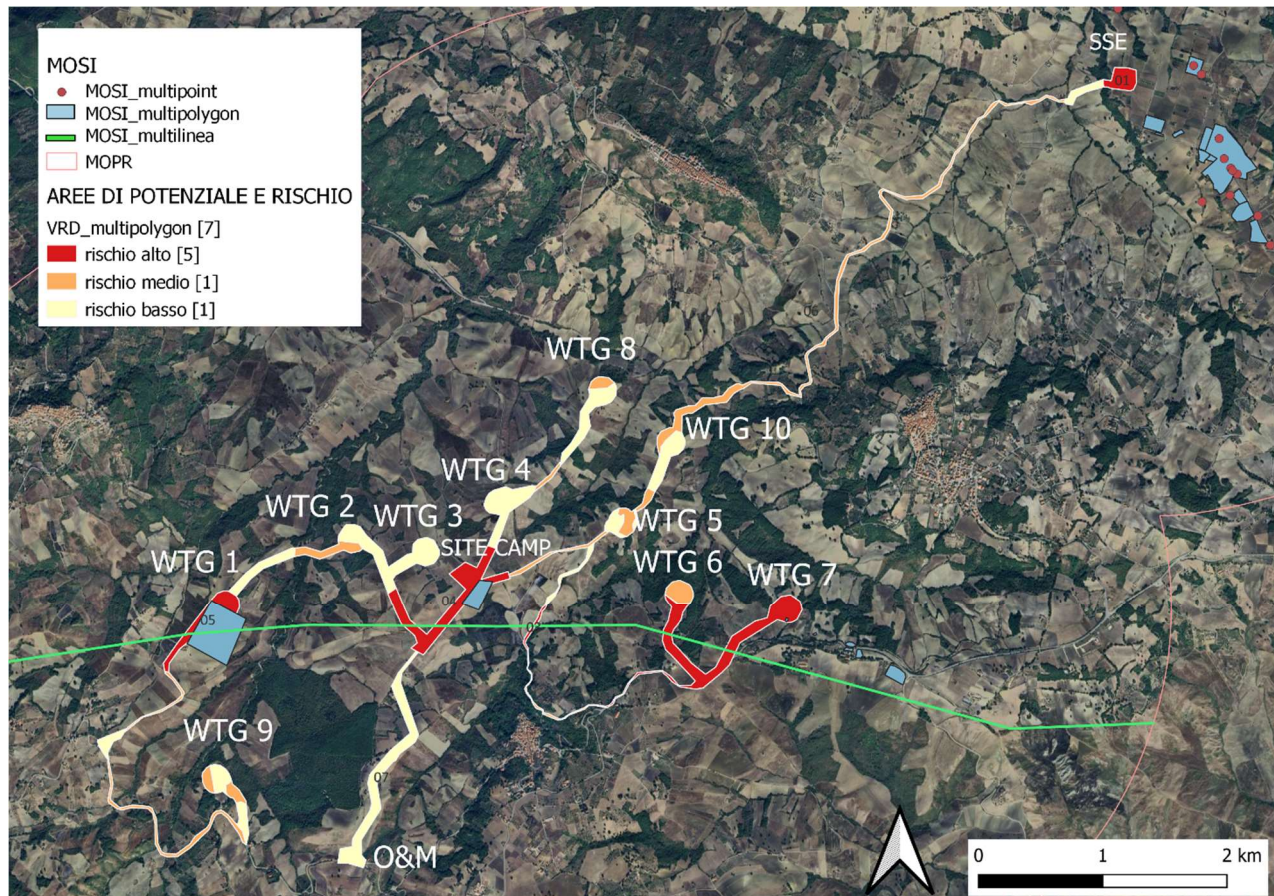 MOSI
MOSI_multipoint
MOSI_multipolygon
MOSI_multilinea
MOPR
AREE DI POTENZIALE E RISCHIO
VRD_multipolygon [7]
rischio alto [5]
rischio medio [1]
rischio basso [1]
SSE
01
06
WTG 8
WTG 10
WTG 4
WTG 2
WTG 3
WTG 5
SITE CAMP
WTG 1
WTG 6
WTG 7
05
WTG 9
07
O&M
0 1 2 km